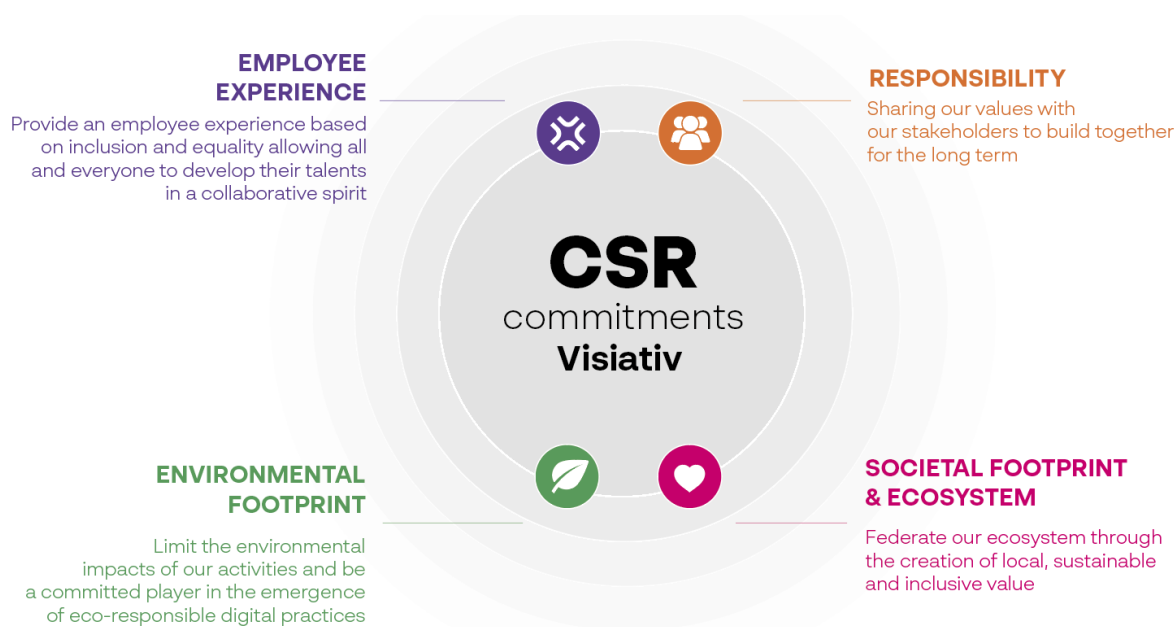 EMPLOYEE
EXPERIENCE
Provide an employee experience based
on inclusion and equality allowing all
and everyone to develop their talents
in a collaborative spirit
RESPONSIBILITY
Sharing our values with
our stakeholders to build together
for the long term
CSR
commitments
Visiativ
ENVIRONMENTAL
FOOTPRINT
Limit the environmental
impacts of our activities and be
a committed player in the emergence
of eco-responsible digital practices
SOCIETAL FOOTPRINT
& ECOSYSTEM
Federate our ecosystem through
the creation of local, sustainable
and inclusive value